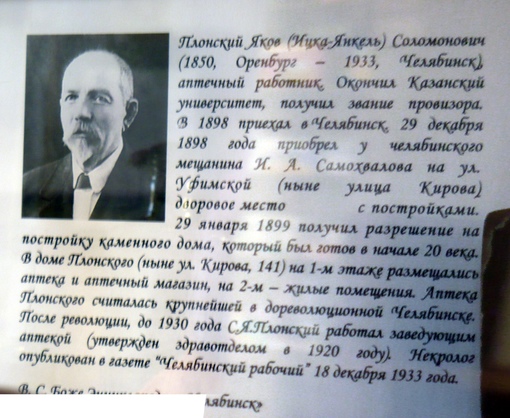 Плонский Яков (Ицка-Янкель) Соломонович
(1850, Оренбург – 1933, Челябинск),
аптечный работник. Окончил Казанский
университет, получил звание провизора.
В 1898 приехал в Челябинск. 29 декабря
1898 года приобрел у челябинского
мещанина И. А. Самохвалова на ул.
Уфимской (ныне улица Кирова)
дворовое место с постройками.
29 января 1899 получил разрешение на
постройку каменного дома, который был готов в начале 20 века.
В доме Плонского (ныне ул. Кирова, 141) на 1-м этаже размещались
аптека и аптечный магазин, на 2-м – жилые помещения. Аптека
Плонского считалась крупнейшей в дореволюционной Челябинске.
После революции, до 1930 года С.Я.Плонский работал заведующим
аптекой (утвержден здравотделом в 1920 году). Некролог
опубликован в газете "Челябинский рабочий" 18 декабря 1933 года.
В. С. Боже